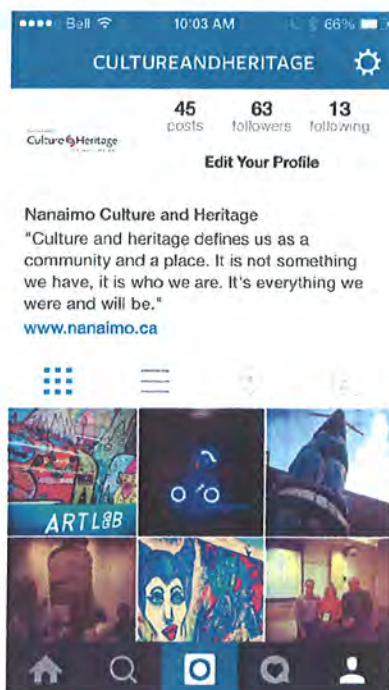 Bell 10:03 AM 66%
CULTUREANDHERITAGE
45 63 13
posts followers following
Culture & Heritage
Edit Your Profile
Nanaimo Culture and Heritage
"Culture and heritage defines us as a
community and a place. It is not something
we have, it is who we are. It's everything we
were and will be."
www.nanaimo.ca
ARTLAB